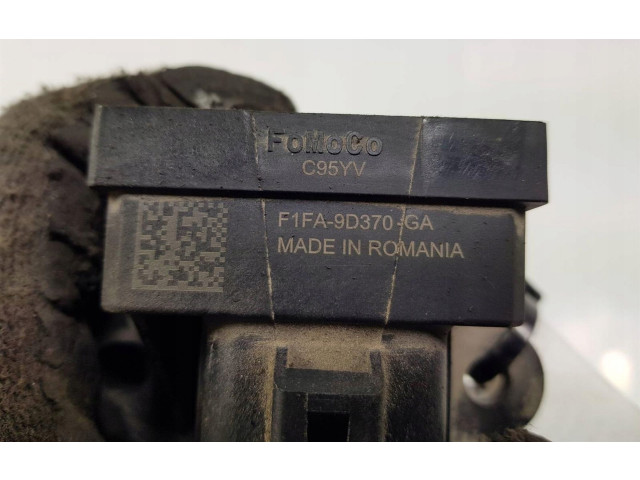 FoMoCo
C95YV
F1FA-9D370-GA
MADE IN ROMANIA